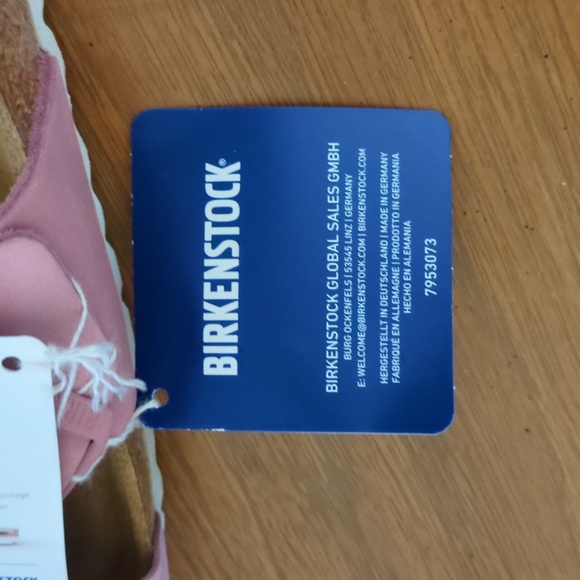 BIRKENSTOCK®
BIRKENSTOCK GLOBAL SALES GMBH
BURG OCKENFELS | 53545 LINZ | GERMANY
E: WELCOME@BIRKENSTOCK.COM | BIRKENSTOCK.COM
HERGESTELLT IN DEUTSCHLAND | MADE IN GERMANY
FABRIQUÉ EN ALLEMAGNE | PRODOTTO IN GERMANIA
HECHO EN ALEMANIA
7953073